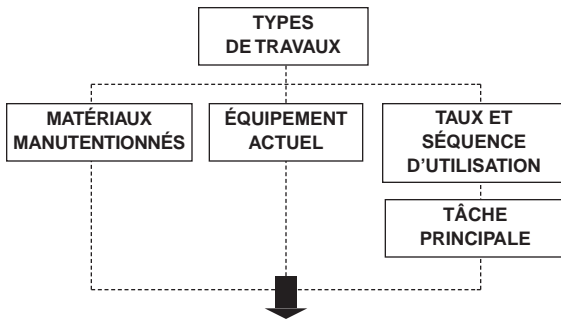 TYPES
DE TRAVAUX
MATÉRIAUX
MANUTENTIONNÉS
ÉQUIPEMENT
ACTUEL
TAUX ET
SÉQUENCE
D'UTILISATION
TÂCHE
PRINCIPALE